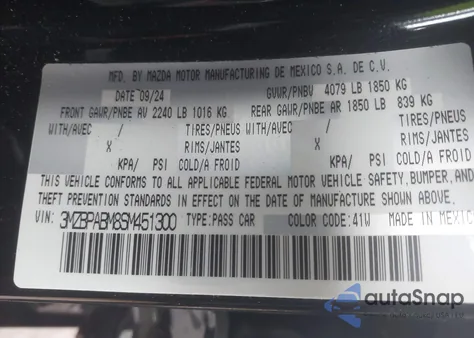 MFD. BY MAZDA MOTOR MANUFACTURING DE MEXICO S.A. DE C.V.
DATE 09/24 GVWR/PNBV 4079 LB 1850 KG
FRONT GAWR/PNBE AV 2240 LB 1016 KG REAR GAWR/PNBE AR 1850 LB 839 KG
WITH/AVEC / TIRES/PNEUS WITH/AVEC / TIRES/PNEUS
X RIMS/JANTES X RIMS/JANTES
KPA/ PSI COLD/A FROID KPA/ PSI COLD/A FROID
THIS VEHICLE CONFORMS TO ALL APPLICABLE FEDERAL MOTOR VEHICLE SAFETY, BUMPER, AND
THEFT PREVENTION STANDARDS IN EFFECT ON THE DATE OF MANUFACTURE SHOWN ABOVE.
VIN: 3MZBPABM8SM451300 TYPE: PASS CAR COLOR: 41W MADE IN MEXICO
autoSnap